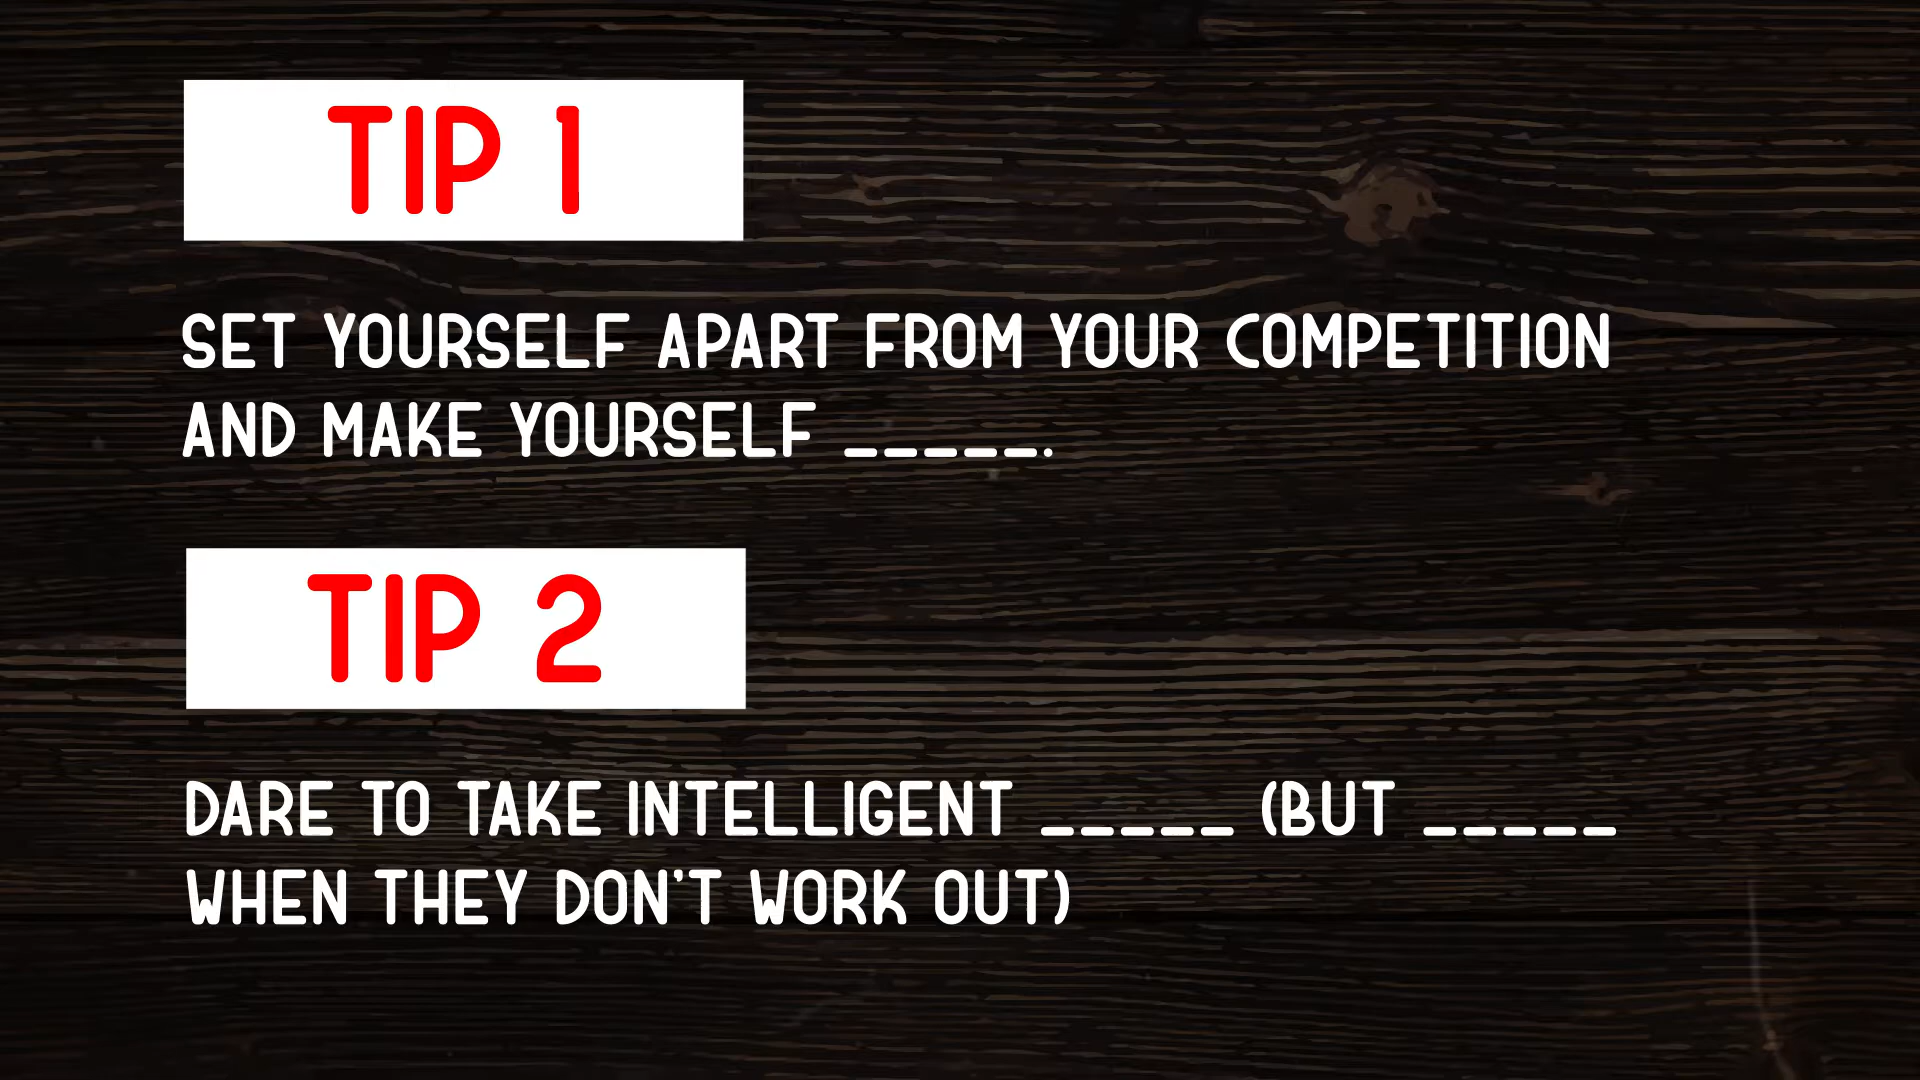 TIP 1
SET YOURSELF APART FROM YOUR COMPETITION
AND MAKE YOURSELF _____.
TIP 2
DARE TO TAKE INTELLIGENT _____ (BUT _____
WHEN THEY DON'T WORK OUT)